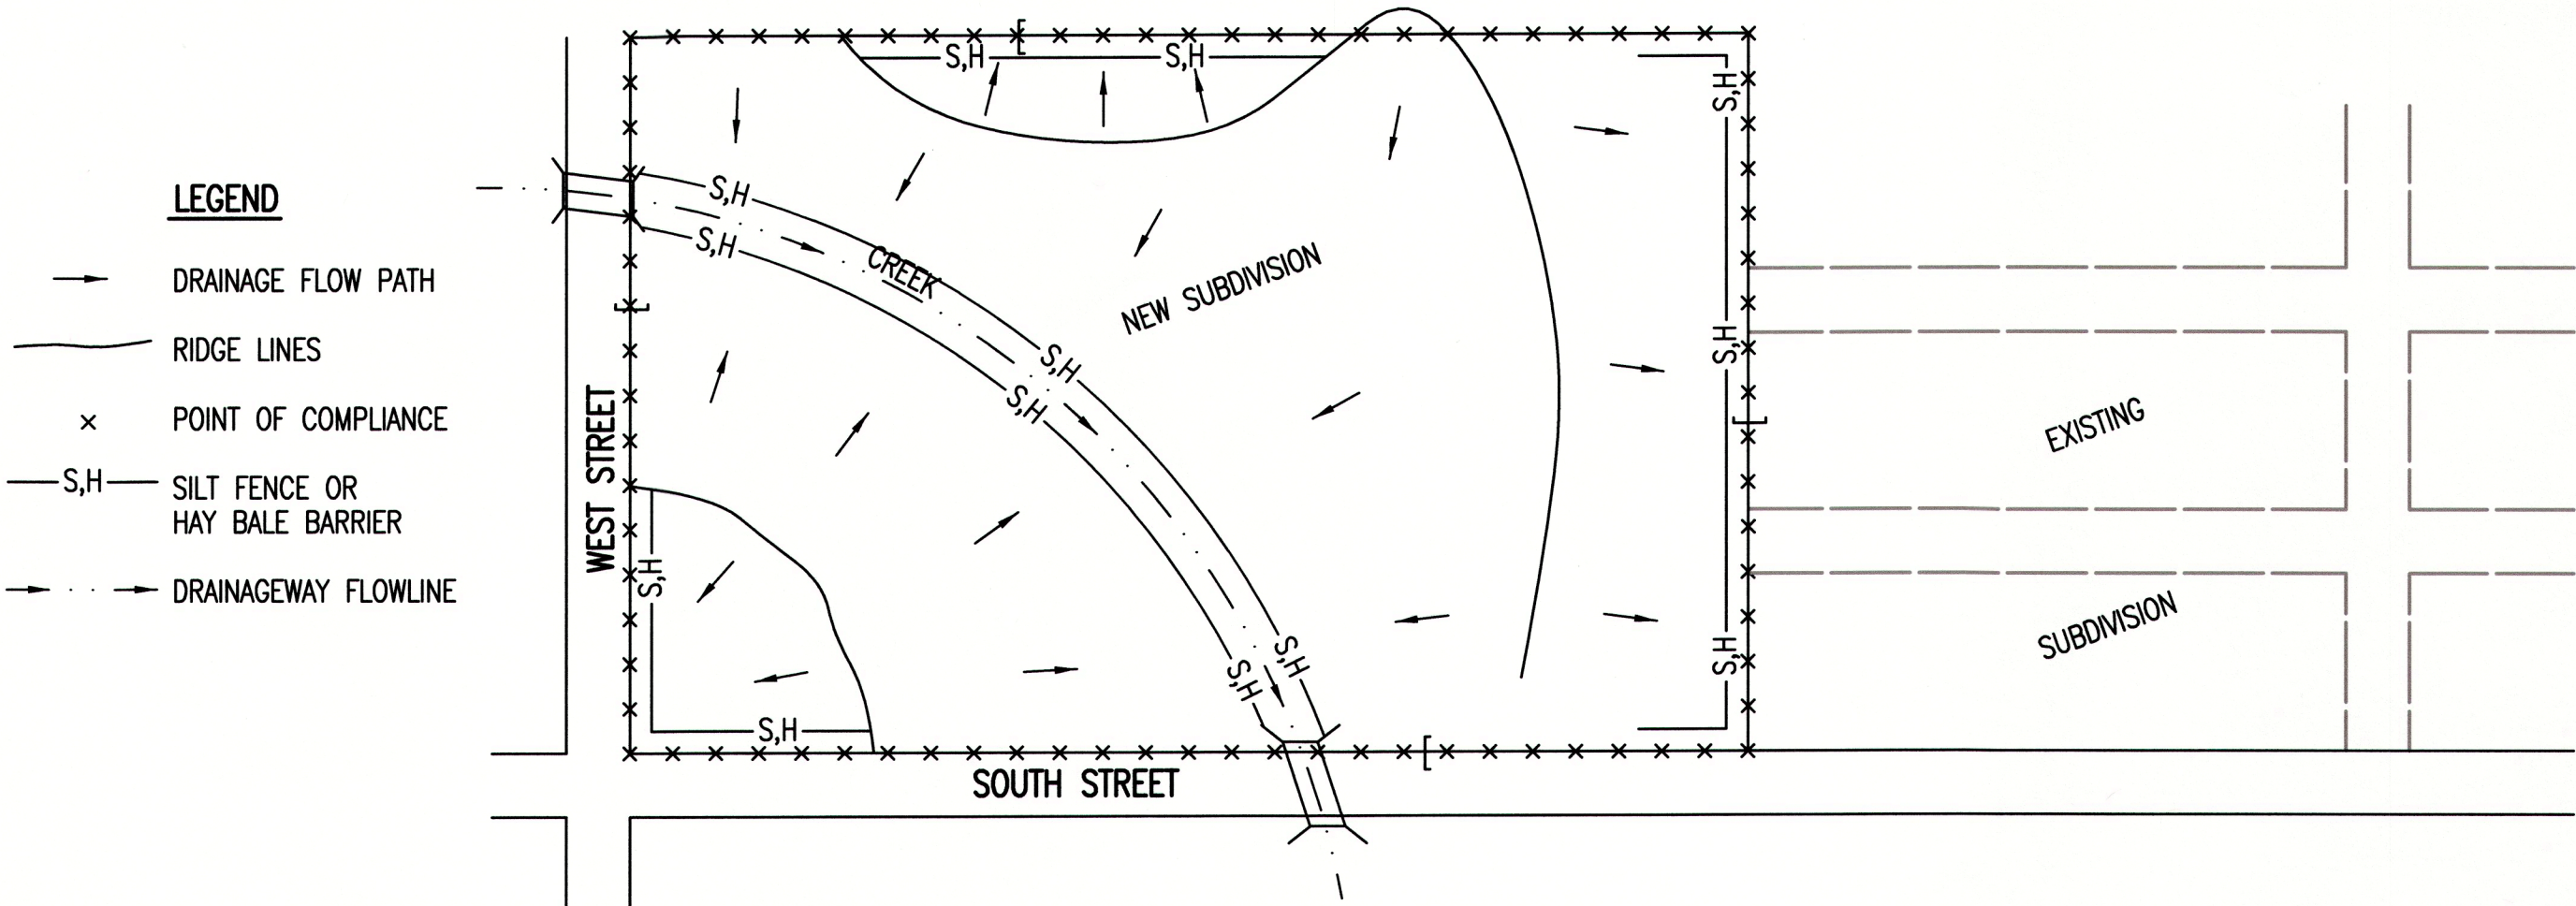 LEGEND
DRAINAGE FLOW PATH
RIDGE LINES
× POINT OF COMPLIANCE
S,H SILT FENCE OR
HAY BALE BARRIER
DRAINAGEWAY FLOWLINE
S,H
S,H
S,H
S,H
S,H
CREEK
NEW SUBDIVISION
S,H
S,H
S,H
WEST STREET
EXISTING
S,H
S,H
S,H
S,H
S,H
SUBDIVISION
S,H
SOUTH STREET